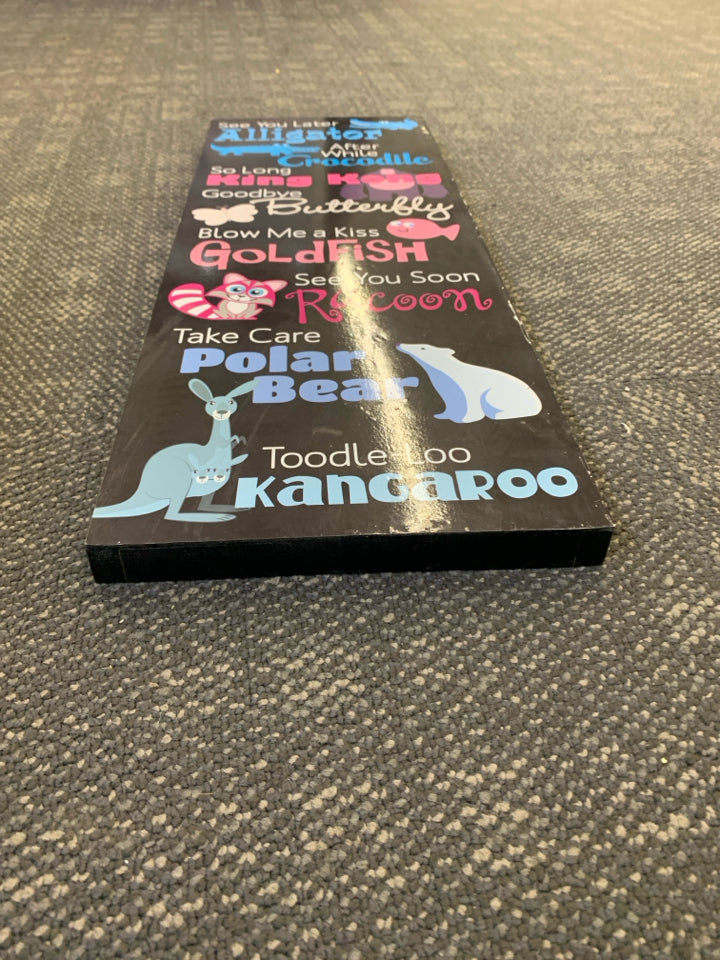 See You Later
Alligator
After
While
Crocodile
So Long
King Kong
Goodbye
Butterfly
Blow Me a Kiss
GoldFiSH
See You Soon
Racoon
Take Care
Polar
Bear
Toodle-Loo
KangaRoo